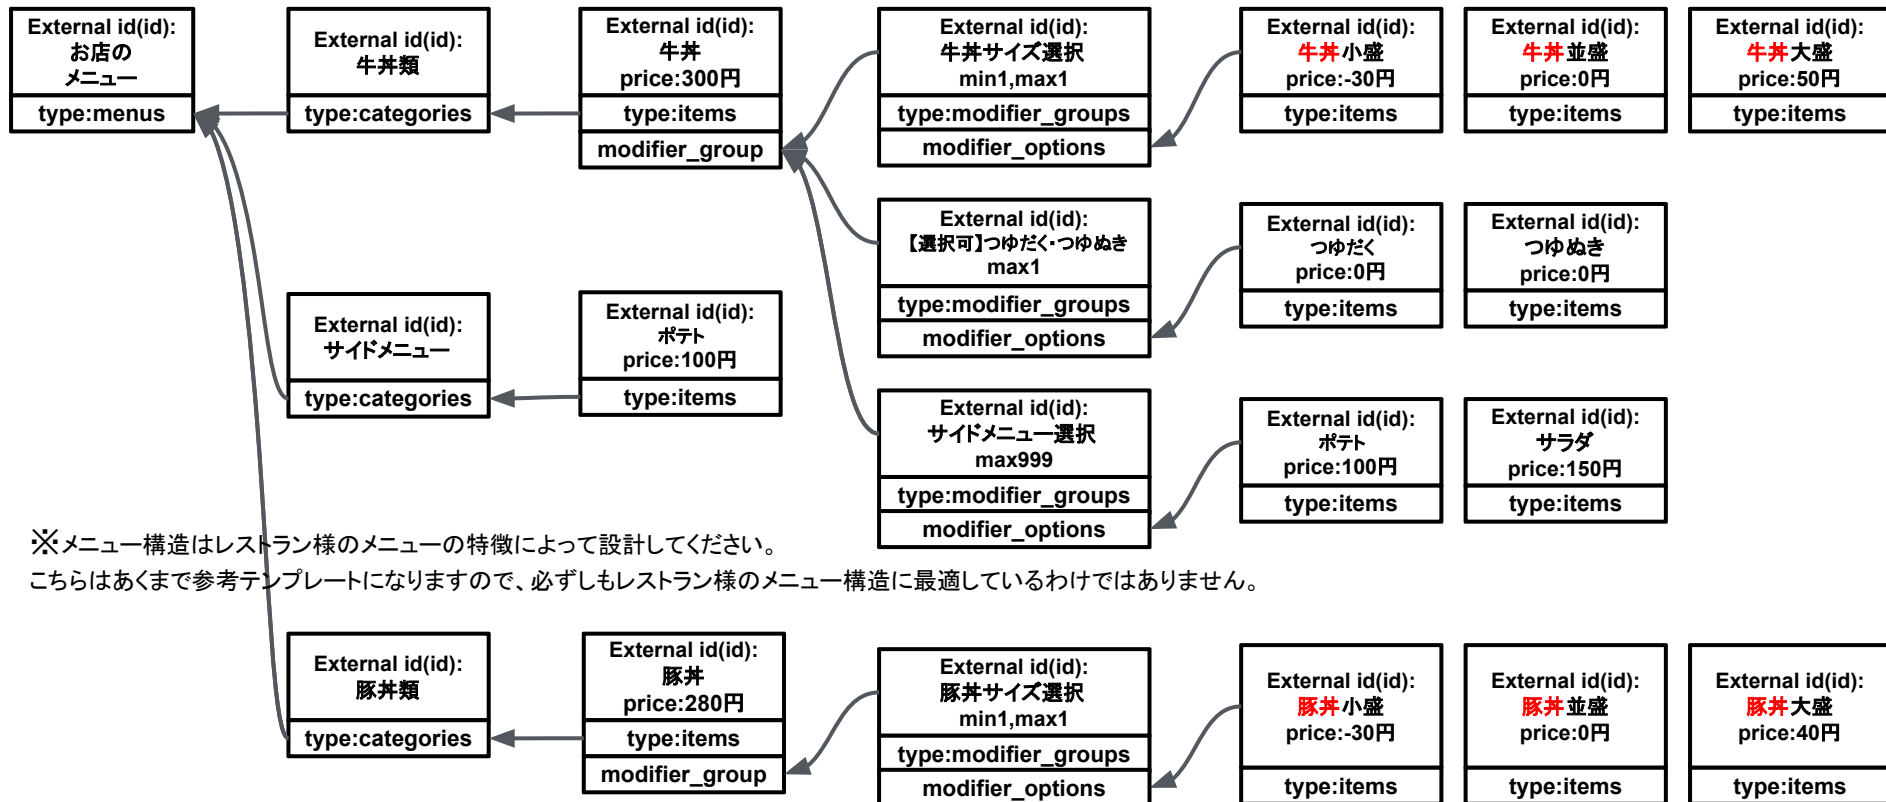 External id(id):
お店の
メニュー
type:menus
External id(id):
牛丼類
type:categories
External id(id):
牛丼
price:300円
type:items
modifier_group
External id(id):
牛丼サイズ選択
min1,max1
type:modifier_groups
modifier_options
External id(id):
牛丼小盛
price:-30円
type:items
External id(id):
牛丼並盛
price:0円
type:items
External id(id):
牛丼大盛
price:50円
type:items
External id(id):
【選択可】つゆだく・つゆぬき
max1
type:modifier_groups
modifier_options
External id(id):
つゆだく
price:0円
type:items
External id(id):
つゆぬき
price:0円
type:items
External id(id):
サイドメニュー
type:categories
External id(id):
ポテト
price:100円
type:items
External id(id):
サイドメニュー選択
max999
type:modifier_groups
modifier_options
External id(id):
ポテト
price:100円
type:items
External id(id):
サラダ
price:150円
type:items
※メニュー構造はレストラン様のメニューの特徴によって設計してください。
こちらはあくまで参考テンプレートになりますので、必ずしもレストラン様のメニュー構造に最適しているわけではありません。
External id(id):
豚丼類
type:categories
External id(id):
豚丼
price:280円
type:items
modifier_group
External id(id):
豚丼サイズ選択
min1,max1
type:modifier_groups
modifier_options
External id(id):
豚丼小盛
price:-30円
type:items
External id(id):
豚丼並盛
price:0円
type:items
External id(id):
豚丼大盛
price:40円
type:items